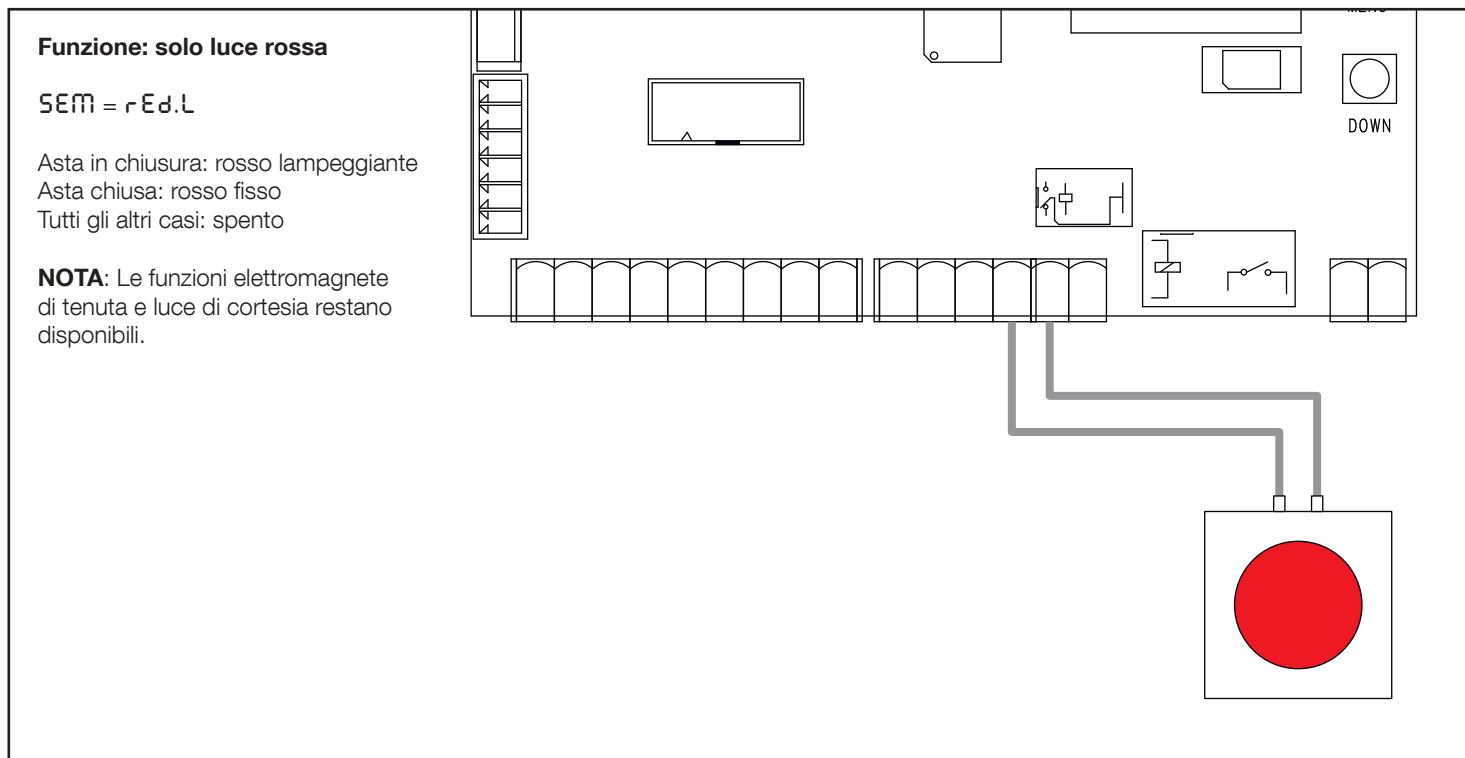 Funzione: solo luce rossa
SEM = rEd.L
Asta in chiusura: rosso lampeggiante
Asta chiusa: rosso fisso
Tutti gli altri casi: spento
NOTA: Le funzioni elettromagnete
di tenuta e luce di cortesia restano
disponibili.
DOWN